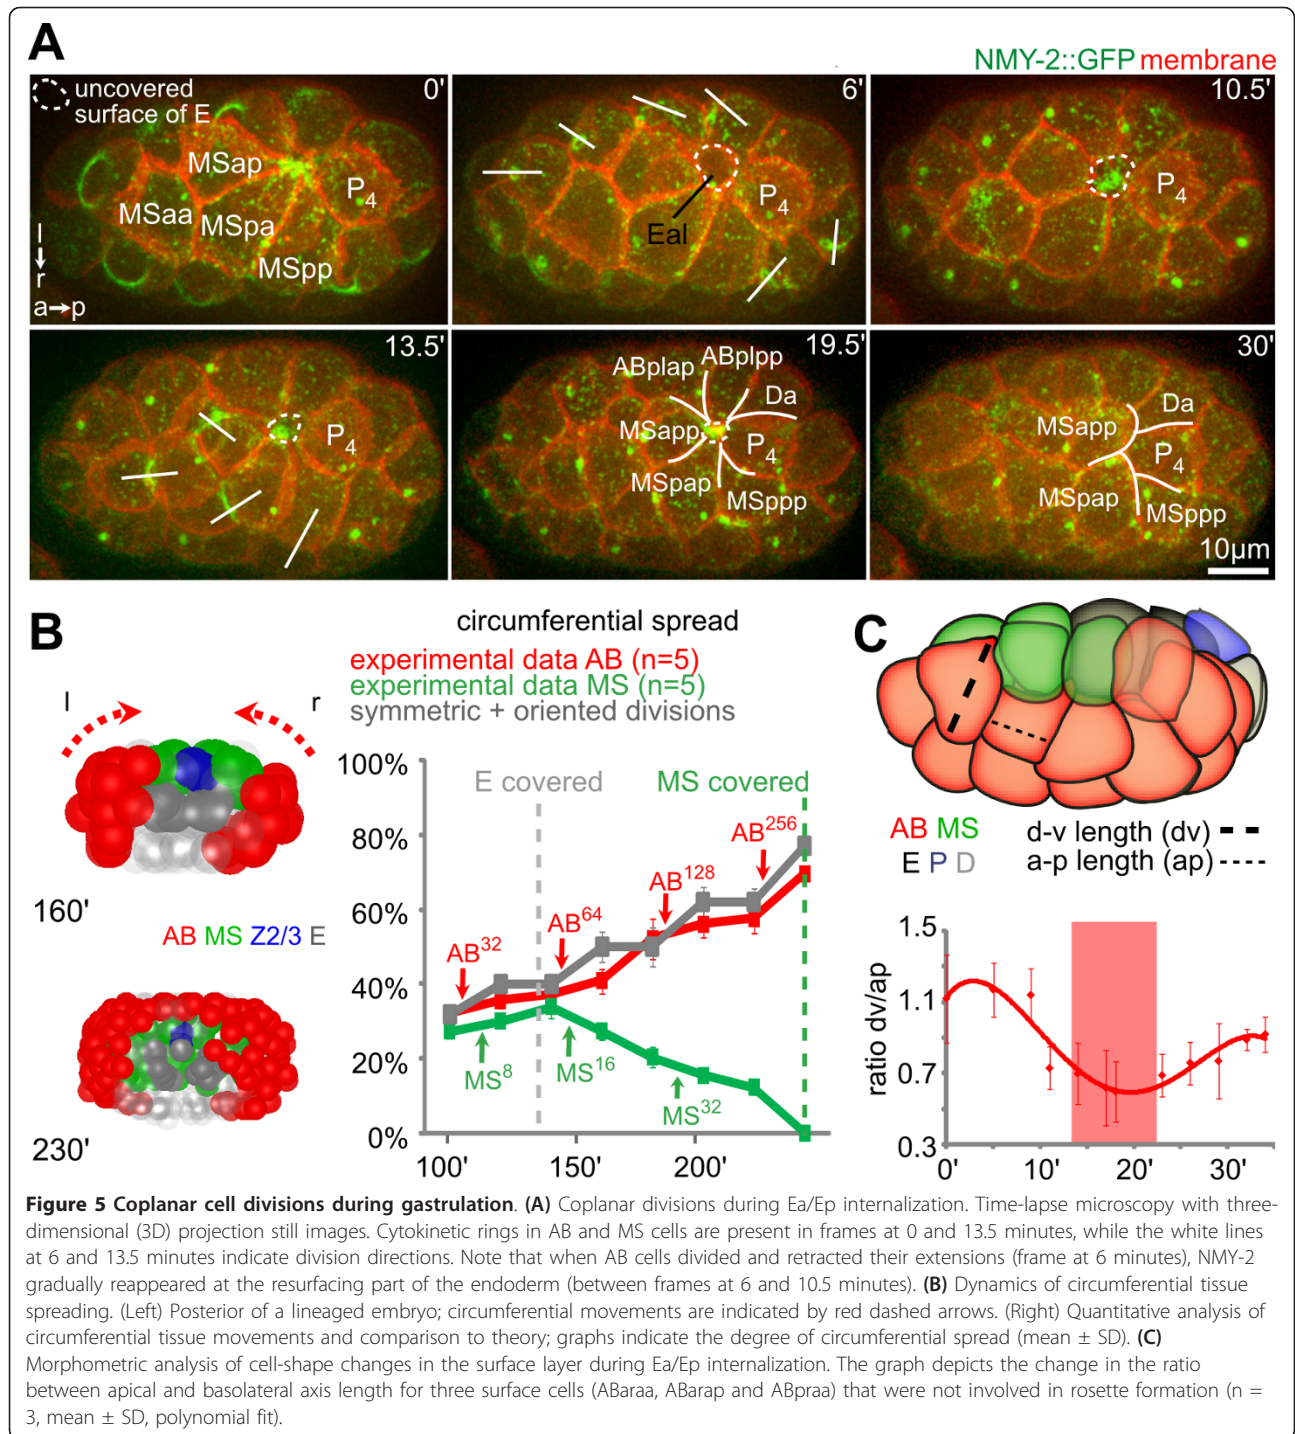 A
NMY-2::GFP membrane
uncovered
surface of E
0'
MSap
P4
MSaa
MSpa
MSpp
l
r
a→p
6'
P4
Eal
10.5'
P4
13.5'
P4
19.5'
ABplap
ABplpp
Da
MSapp
P4
MSpap
MSppp
30'
Da
MSapp
P4
MSpap
MSppp
10μm
B
l
r
160'
AB MS Z2/3 E
230'
circumferential spread
experimental data AB (n=5)
experimental data MS (n=5)
symmetric + oriented divisions
100%
80%
60%
40%
20%
0%
E covered
MS covered
AB32
AB64
AB128
AB256
MS8
MS16
MS32
100'
150'
200'
C
AB MS
E P D
d-v length (dv)
a-p length (ap)
ratio dv/ap
1.5
1.1
0.7
0.3
0'
10'
20'
30'
Figure 5 Coplanar cell divisions during gastrulation. (A) Coplanar divisions during Ea/Ep internalization. Time-lapse microscopy with three-
dimensional (3D) projection still images. Cytokinetic rings in AB and MS cells are present in frames at 0 and 13.5 minutes, while the white lines
at 6 and 13.5 minutes indicate division directions. Note that when AB cells divided and retracted their extensions (frame at 6 minutes), NMY-2
gradually reappeared at the resurfacing part of the endoderm (between frames at 6 and 10.5 minutes). (B) Dynamics of circumferential tissue
spreading. (Left) Posterior of a lineaged embryo; circumferential movements are indicated by red dashed arrows. (Right) Quantitative analysis of
circumferential tissue movements and comparison to theory; graphs indicate the degree of circumferential spread (mean ± SD). (C)
Morphometric analysis of cell-shape changes in the surface layer during Ea/Ep internalization. The graph depicts the change in the ratio
between apical and basolateral axis length for three surface cells (ABaraa, ABarap and ABpraa) that were not involved in rosette formation (n =
3, mean ± SD, polynomial fit).